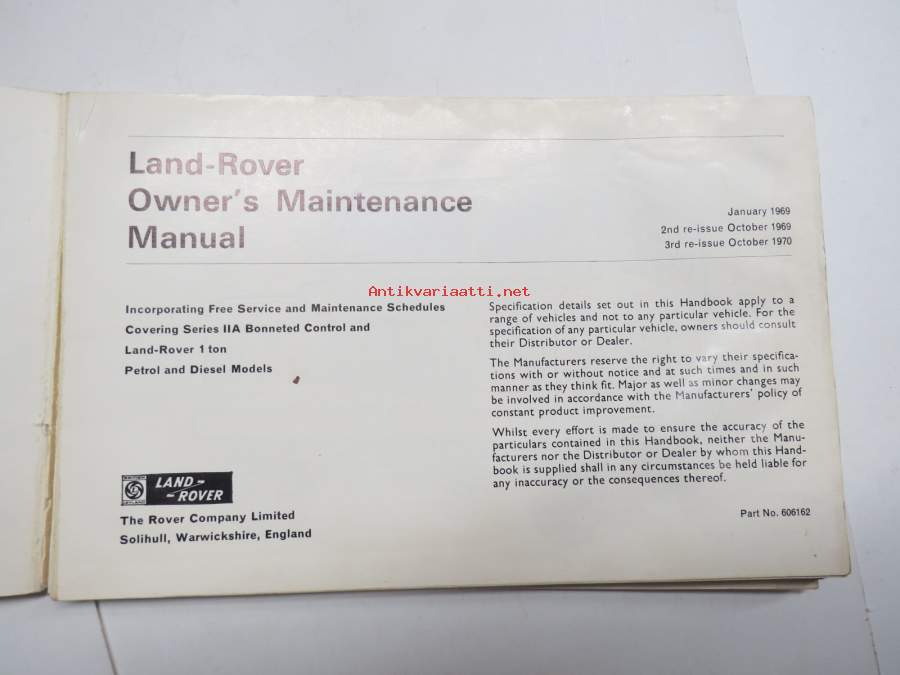 Land-Rover
Owner's Maintenance
Manual
January 1969
2nd re-issue October 1969
3rd re-issue October 1970
Antikvariaatti.net
Incorporating Free Service and Maintenance Schedules
Covering Series IIA Bonneted Control and
Land-Rover 1 ton
Petrol and Diesel Models
Specification details set out in this Handbook apply to a
range of vehicles and not to any particular vehicle. For the
specification of any particular vehicle, owners should consult
their Distributor or Dealer.
The Manufacturers reserve the right to vary their specifica-
tions with or without notice and at such times and in such
manner as they think fit. Major as well as minor changes may
be involved in accordance with the Manufacturers' policy of
constant product improvement.
Whilst every effort is made to ensure the accuracy of the
particulars contained in this Handbook, neither the Manu-
facturers nor the Distributor or Dealer by whom this Hand-
book is supplied shall in any circumstances be held liable for
any inaccuracy or the consequences thereof.
LAND-
-ROVER
The Rover Company Limited
Solihull, Warwickshire, England
Part No. 606162